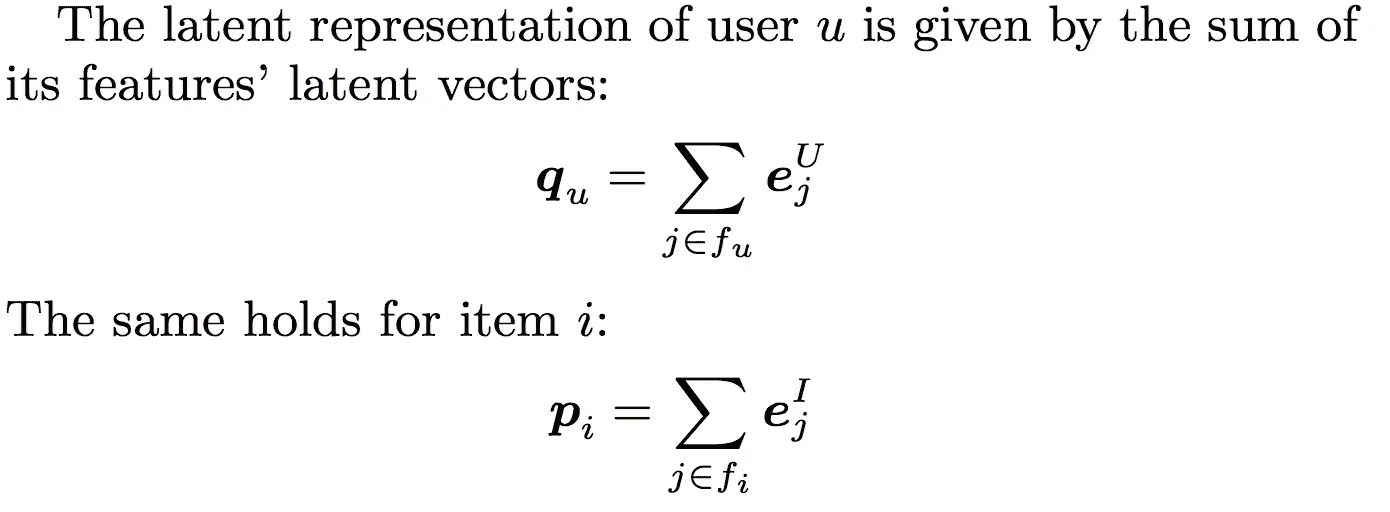 The latent representation of user u is given by the sum of
its features’ latent vectors:
$\boldsymbol{q}_u = \sum_{j \in f_u} \boldsymbol{e}_j^U$
The same holds for item i:
$\boldsymbol{p}_i = \sum_{j \in f_i} \boldsymbol{e}_j^I$